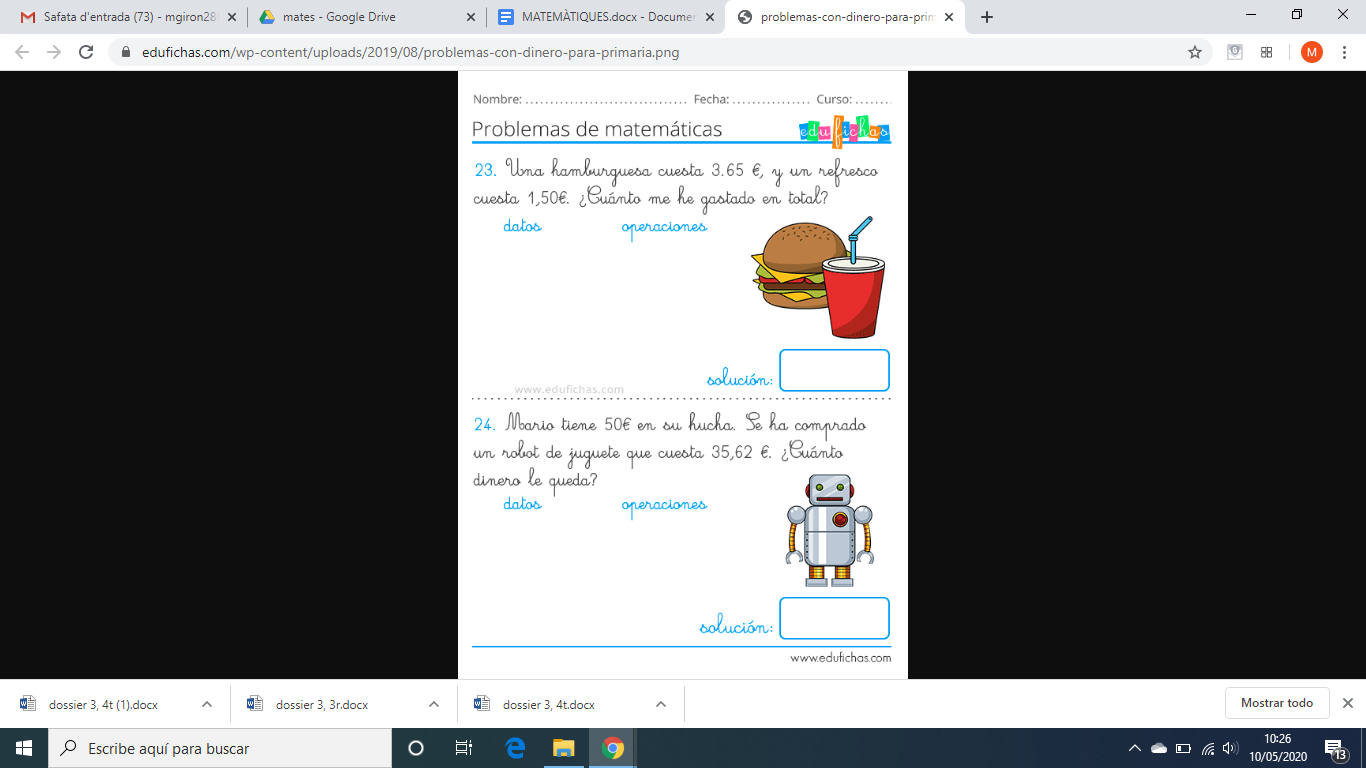 Safata d'entrada (73) - mgiron28
mates - Google Drive
MATEMÀTIQUES.docx - Documen
problemas-con-dinero-para-prim
edufichas.com/wp-content/uploads/2019/08/problemas-con-dinero-para-primaria.png
M
Nombre: ................................ Fecha: ................ Curso: .......
Problemas de matemáticas
edufichas
23. Una hamburguesa cuesta 3.65 €, y un refresco
cuesta 1,50€. ¿Cuánto me he gastado en total?
datos operaciones
solución:
www.edufichas.com
24. Mario tiene 50€ en su hucha. Se ha comprado
un robot de juguete que cuesta 35,62 €. ¿Cuánto
dinero le queda?
datos operaciones
solución:
www.edufichas.com
dossier 3, 4t (1).docx
dossier 3, 3r.docx
dossier 3, 4t.docx
Mostrar todo
Escribe aquí para buscar
10:26
10/05/2020
13